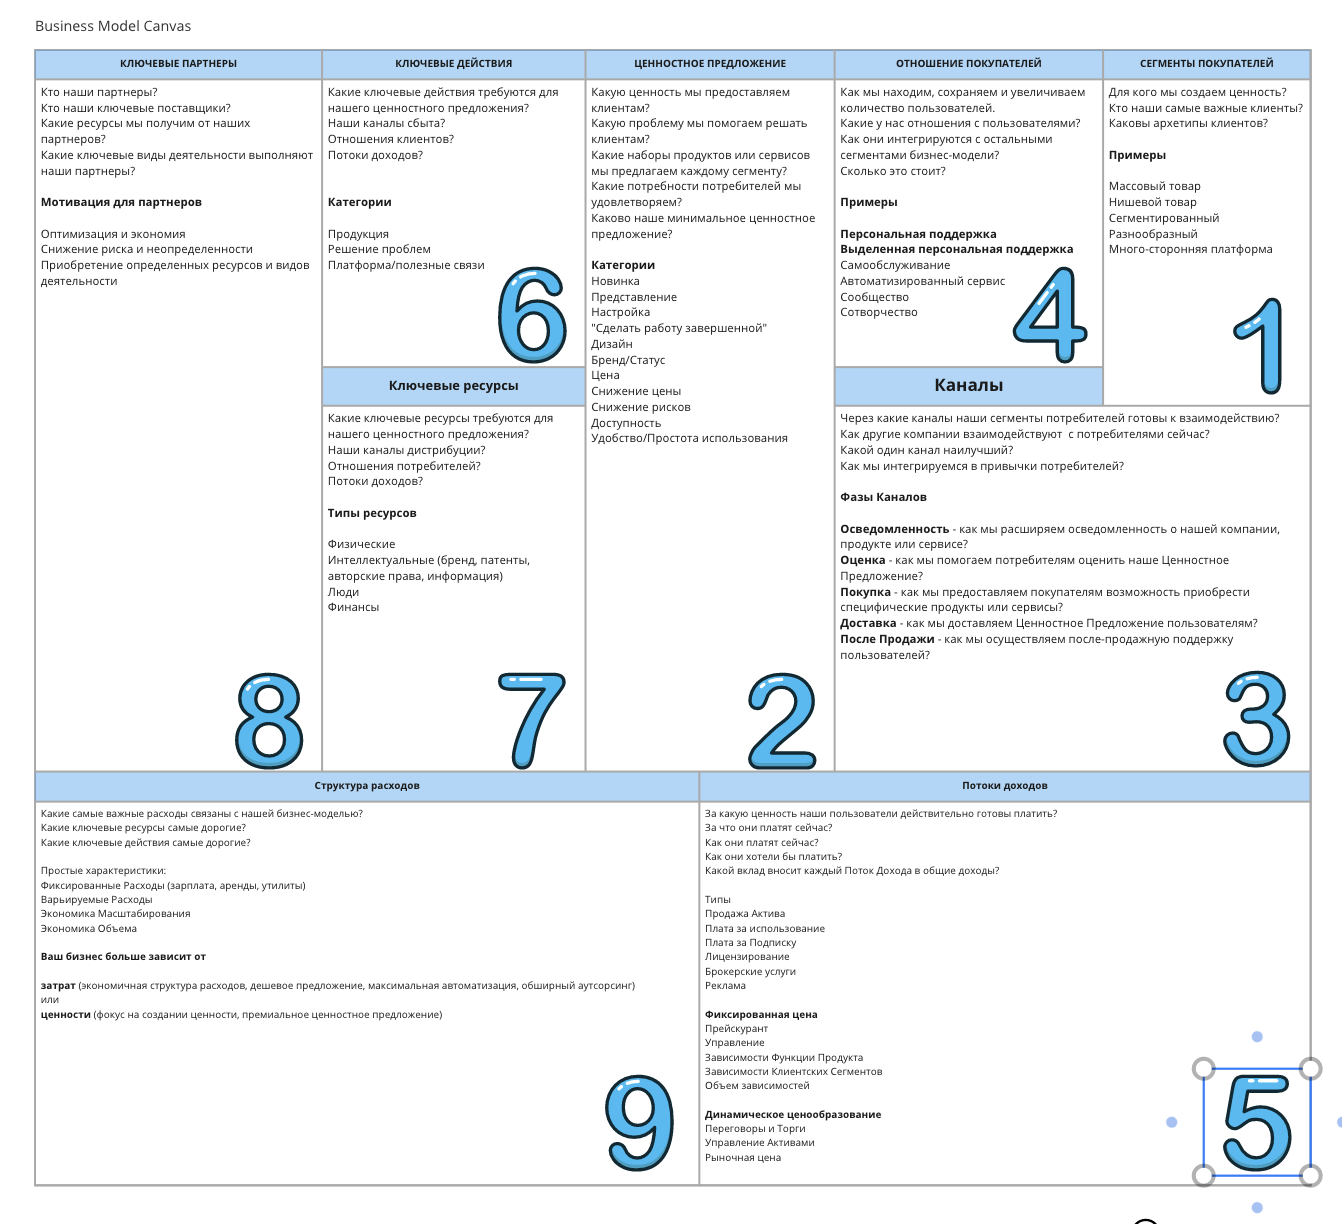 Business Model Canvas
КЛЮЧЕВЫЕ ПАРТНЕРЫ
Кто наши партнеры?
Кто наши ключевые поставщики?
Какие ресурсы мы получим от наших
партнеров?
Какие ключевые виды деятельности выполняют
наши партнеры?
Мотивация для партнеров
Оптимизация и экономия
Снижение риска и неопределенности
Приобретение определенных ресурсов и видов
деятельности
8
КЛЮЧЕВЫЕ ДЕЙСТВИЯ
Какие ключевые действия требуются для
нашего ценностного предложения?
Наши каналы сбыта?
Отношения клиентов?
Потоки доходов?
Категории
Продукция
Решение проблем
Платформа/полезные связи
6
Ключевые ресурсы
Какие ключевые ресурсы требуются для
нашего ценностного предложения?
Наши каналы дистрибуции?
Отношения потребителей?
Потоки доходов?
Типы ресурсов
Физические
Интеллектуальные (бренд, патенты,
авторские права, информация)
Люди
Финансы
7
ЦЕННОСТНОЕ ПРЕДЛОЖЕНИЕ
Какую ценность мы предоставляем
клиентам?
Какую проблему мы помогаем решать
клиентам?
Какие наборы продуктов или сервисов
мы предлагаем каждому сегменту?
Какие потребности потребителей мы
удовлетворяем?
Каково наше минимальное ценностное
предложение?
Категории
Новинка
Представление
Настройка
"Сделать работу завершенной"
Дизайн
Бренд/Статус
Цена
Снижение цены
Снижение рисков
Доступность
Удобство/Простота использования
2
ОТНОШЕНИЕ ПОКУПАТЕЛЕЙ
Как мы находим, сохраняем и увеличиваем
количество пользователей.
Какие у нас отношения с пользователями?
Как они интегрируются с остальными
сегментами бизнес-модели?
Сколько это стоит?
Примеры
Персональная поддержка
Выделенная персональная поддержка
Самообслуживание
Автоматизированный сервис
Сообщество
Сотворчество
4
СЕГМЕНТЫ ПОКУПАТЕЛЕЙ
Для кого мы создаем ценность?
Кто наши самые важные клиенты?
Каковы архетипы клиентов?
Примеры
Массовый товар
Нишевой товар
Сегментированный
Разнообразный
Много-сторонняя платформа
1
Каналы
Через какие каналы наши сегменты потребителей готовы к взаимодействию?
Как другие компании взаимодействуют с потребителями сейчас?
Какой один канал наилучший?
Как мы интегрируемся в привычки потребителей?
Фазы Каналов
Осведомленность - как мы расширяем осведомленность о нашей компании,
продукте или сервисе?
Оценка - как мы помогаем потребителям оценить наше Ценностное
Предложение?
Покупка - как мы предоставляем покупателям возможность приобрести
специфические продукты или сервисы?
Доставка - как мы доставляем Ценностное Предложение пользователям?
После Продажи - как мы осуществляем после-продажную поддержку
пользователей?
3
Структура расходов
Какие самые важные расходы связаны с нашей бизнес-моделью?
Какие ключевые ресурсы самые дорогие?
Какие ключевые действия самые дорогие?
Простые характеристики:
Фиксированные Расходы (зарплата, аренды, утилиты)
Варьируемые Расходы
Экономика Масштабирования
Экономика Объема
Ваш бизнес больше зависит от
затрат (экономичная структура расходов, дешевое предложение, максимальная автоматизация, обширный аутсорсинг)
или
ценности (фокус на создании ценности, премиальное ценностное предложение)
9
Потоки доходов
За какую ценность наши пользователи действительно готовы платить?
За что они платят сейчас?
Как они платят сейчас?
Как они хотели бы платить?
Какой вклад вносит каждый Поток Дохода в общие доходы?
Типы
Продажа Актива
Плата за использование
Плата за Подписку
Лицензирование
Брокерские услуги
Реклама
Фиксированная цена
Прейскурант
Управление
Зависимости Функции Продукта
Зависимости Клиентских Сегментов
Объем зависимостей
Динамическое ценообразование
Переговоры и Торги
Управление Активами
Рыночная цена
5